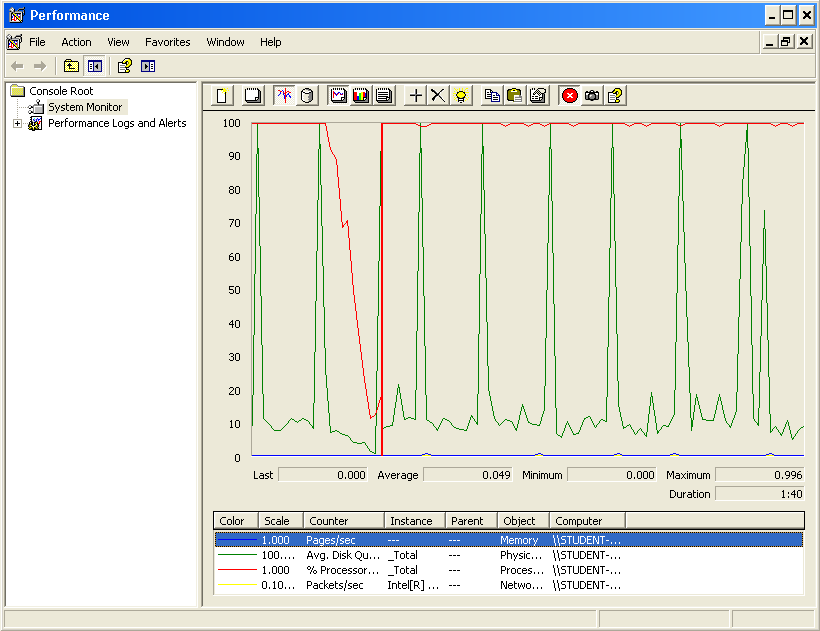 Performance
File Action View Favorites Window Help
Console Root
System Monitor
Performance Logs and Alerts
100
90
80
70
60
50
40
30
20
10
0
Last 0.000 Average 0.049 Minimum 0.000 Maximum 0.996
Duration 1:40
Color Scale Counter Instance Parent Object Computer
1.000 Pages/sec --- --- Memory \\STUDENT-...
100.... Avg. Disk Qu... _Total --- Physic... \\STUDENT-...
1.000 % Processor... _Total --- Proces... \\STUDENT-...
0.10... Packets/sec Intel[R] ... --- Netwo... \\STUDENT-...